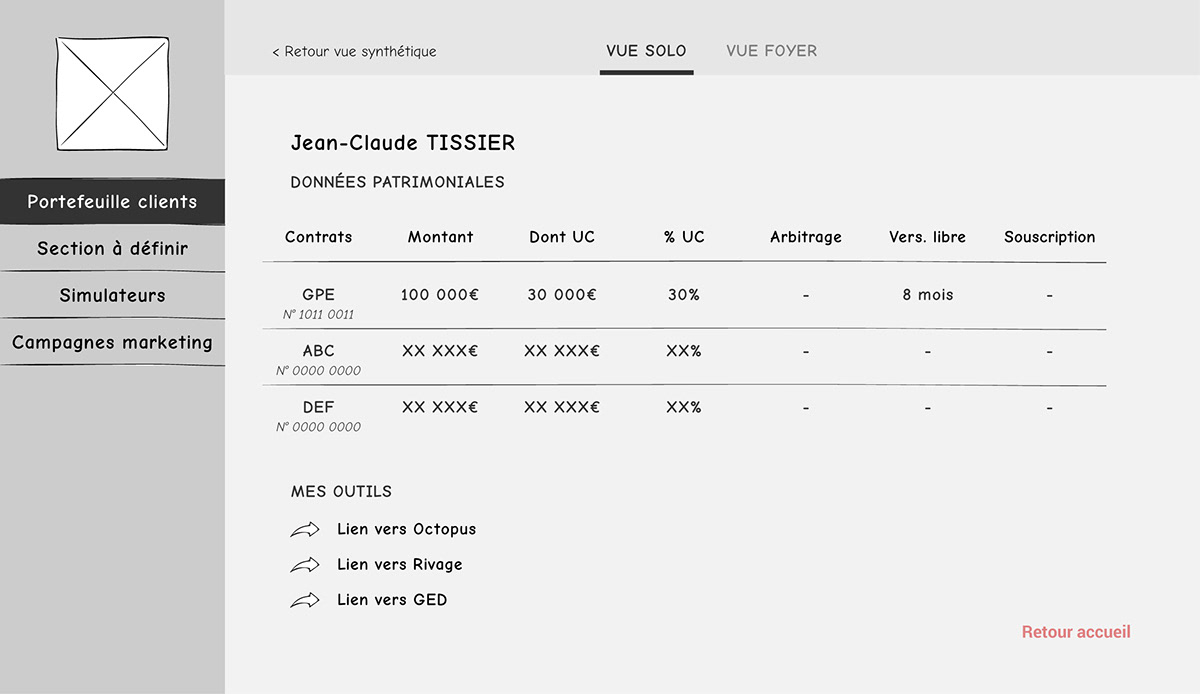 < Retour vue synthétique
VUE SOLO
VUE FOYER
Portefeuille clients
Section à définir
Simulateurs
Campagnes marketing
Jean-Claude TISSIER
DONNÉES PATRIMONIALES
Contrats Montant Dont UC % UC Arbitrage Vers. libre Souscription
GPE 100 000€ 30 000€ 30% - 8 mois -
N° 1011 0011
ABC XX XXX€ XX XXX€ XX% - - -
N° 0000 0000
DEF XX XXX€ XX XXX€ XX% - - -
N° 0000 0000
MES OUTILS
Lien vers Octopus
Lien vers Rivage
Lien vers GED
Retour accueil